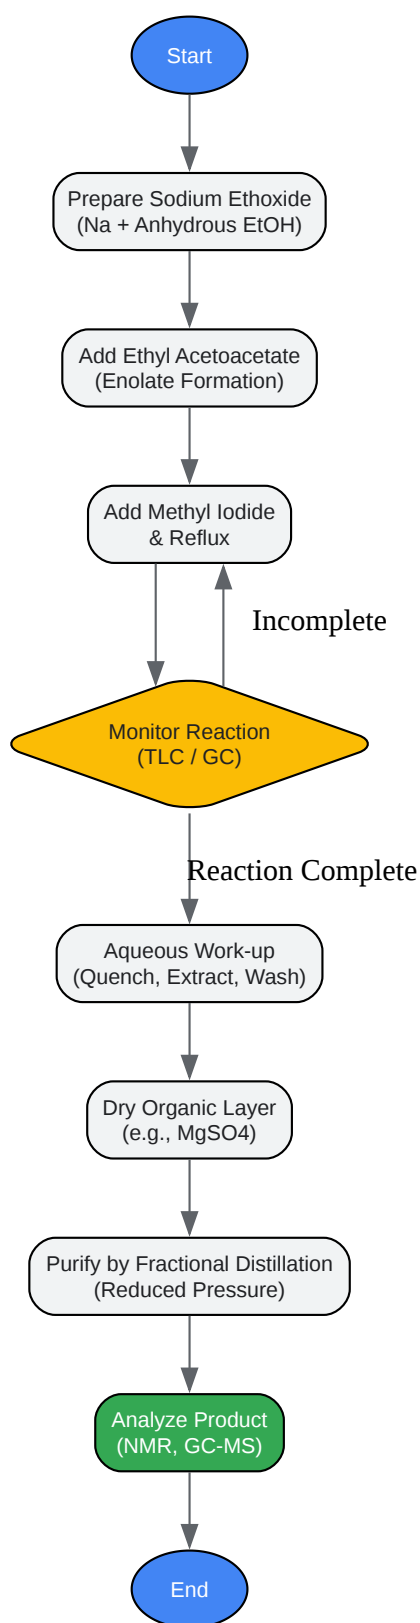 Start
Prepare Sodium Ethoxide
(Na + Anhydrous EtOH)
Add Ethyl Acetoacetate
(Enolate Formation)
Add Methyl Iodide
& Reflux
Incomplete
Monitor Reaction
(TLC / GC)
Reaction Complete
Aqueous Work-up
(Quench, Extract, Wash)
Dry Organic Layer
(e.g., MgSO4)
Purify by Fractional Distillation
(Reduced Pressure)
Analyze Product
(NMR, GC-MS)
End